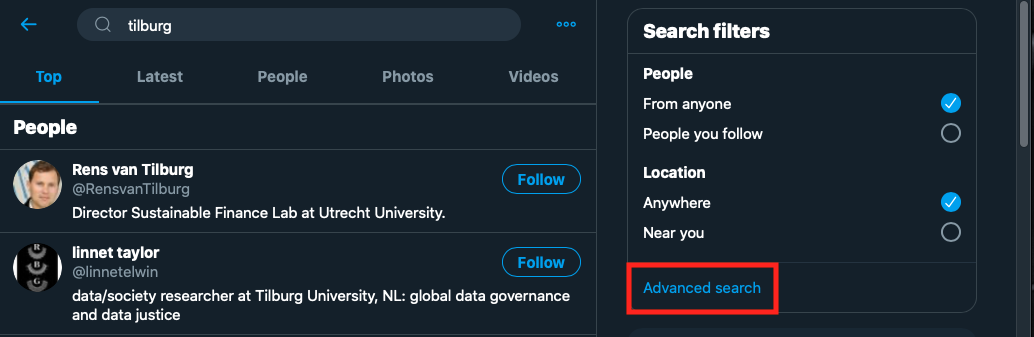 tilburg
Top Latest People Photos Videos
People
Rens van Tilburg
@RensvanTilburg
Follow
Director Sustainable Finance Lab at Utrecht University.
linnet taylor
@linnetelwin
Follow
data/society researcher at Tilburg University, NL: global data governance
and data justice
RBG
Search filters
People
From anyone
People you follow
Location
Anywhere
Near you
Advanced search